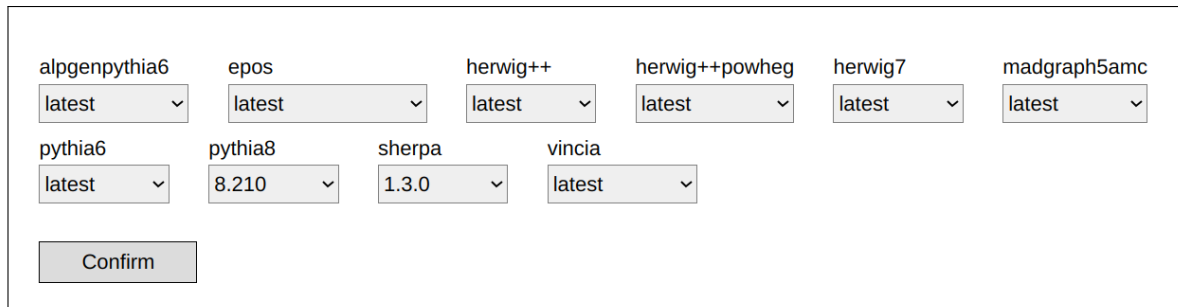 alpgenpythia6 epos herwig++ herwig++powheg herwig7 madgraph5amc
latest latest latest latest latest latest
pythia6 pythia8 sherpa vincia
latest 8.210 1.3.0 latest
Confirm